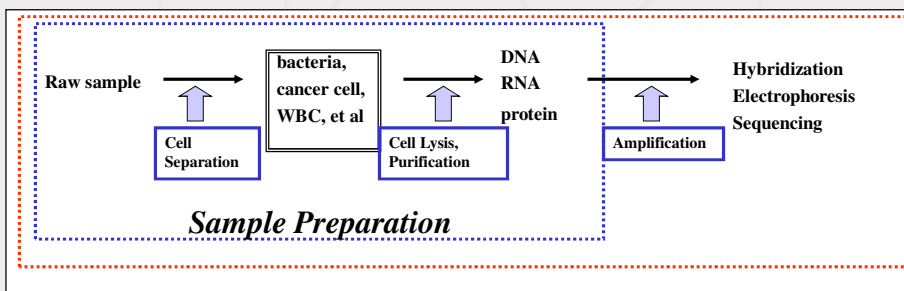 Raw sample
bacteria,
cancer cell,
WBC, et al
DNA
RNA
protein
Hybridization
Electrophoresis
Sequencing
Cell
Separation
Cell Lysis,
Purification
Amplification
Sample Preparation